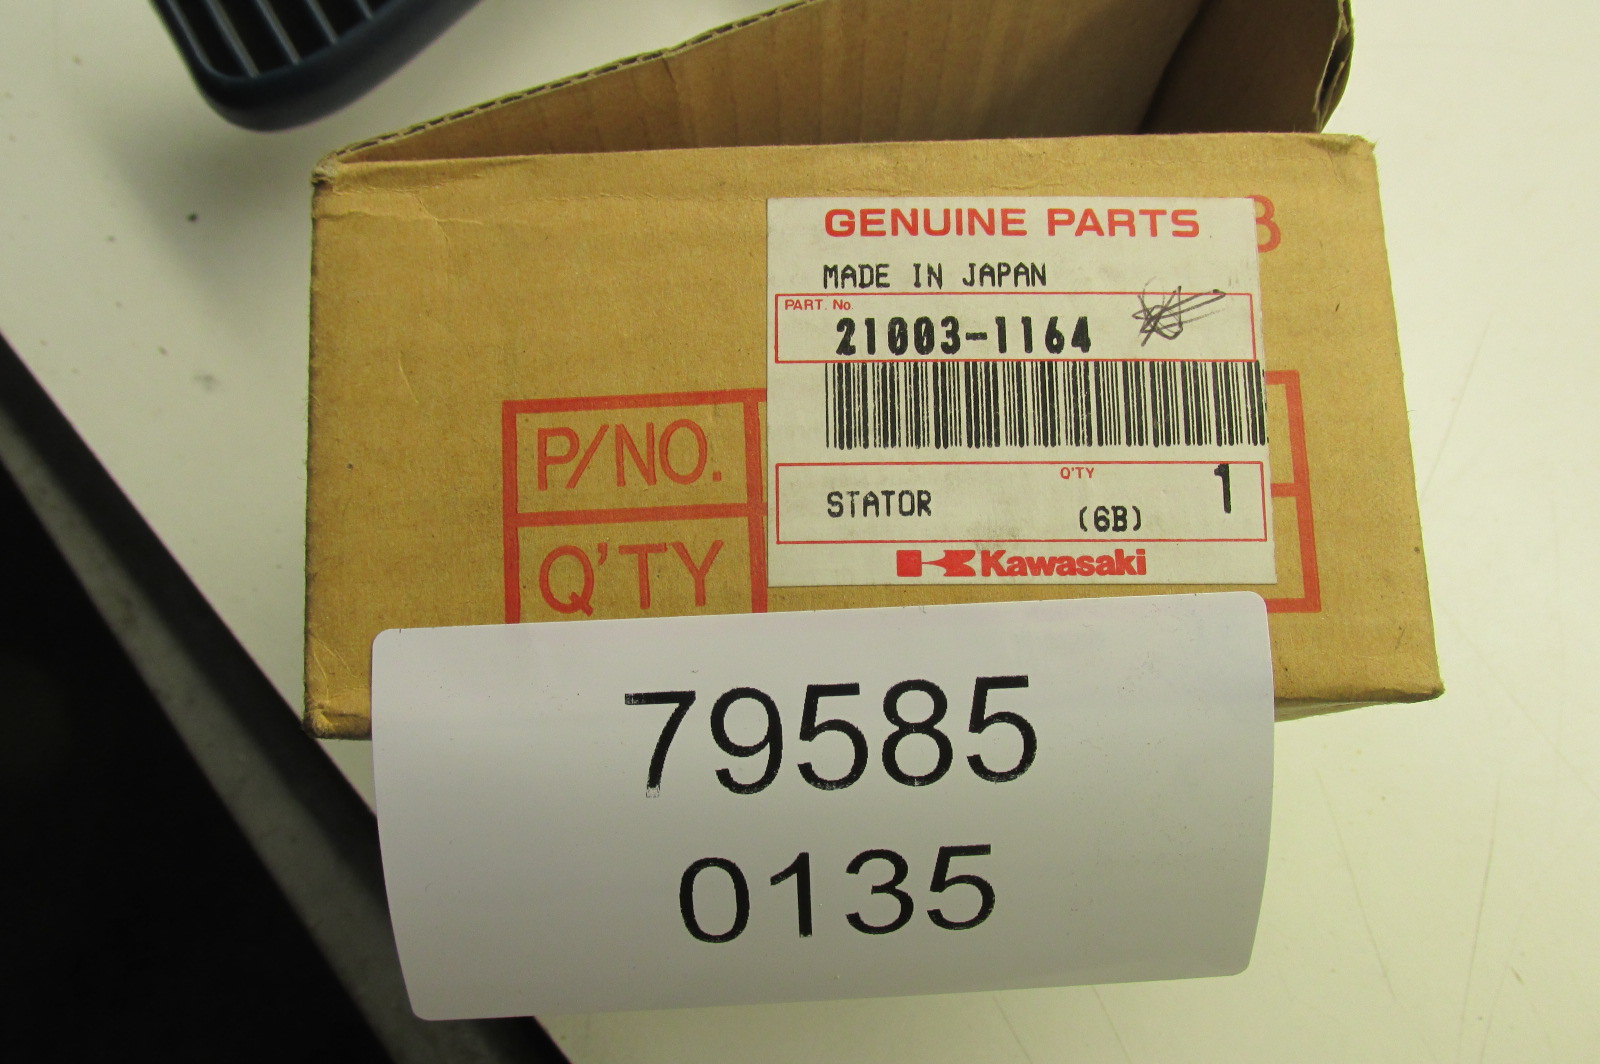 GENUINE PARTS
MADE IN JAPAN
PART. No.
21003-1164
STATOR
Q'TY
(6B)
1
Kawasaki
P/NO.
Q'TY
79585
0135